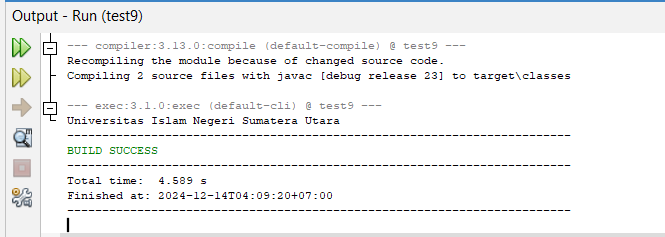 Output - Run (test9)
--- compiler:3.13.0:compile (default-compile) @ test9 ---
Recompiling the module because of changed source code.
Compiling 2 source files with javac [debug release 23] to target\classes
--- exec:3.1.0:exec (default-cli) @ test9 ---
Universitas Islam Negeri Sumatera Utara
------------------------------------------------------------------------
BUILD SUCCESS
------------------------------------------------------------------------
Total time:  4.589 s
Finished at: 2024-12-14T04:09:20+07:00
------------------------------------------------------------------------